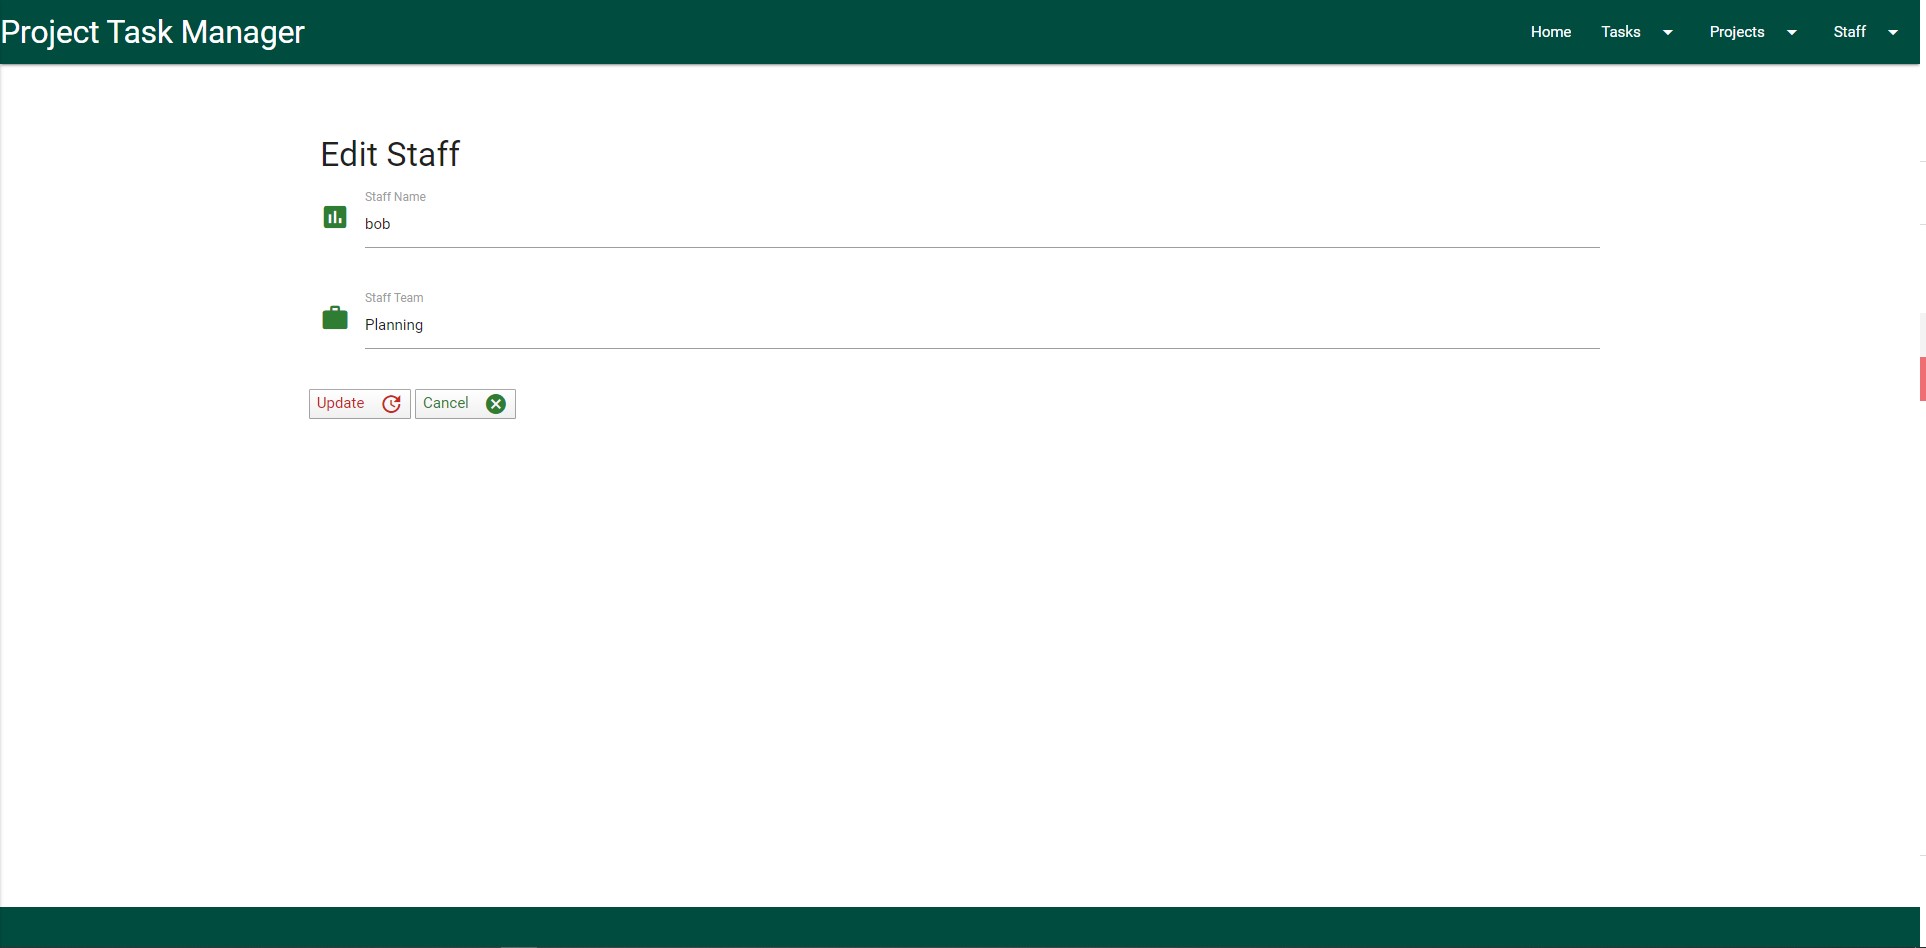 Project Task Manager
Home Tasks Projects Staff
Edit Staff
Staff Name
bob
Staff Team
Planning
Update Cancel